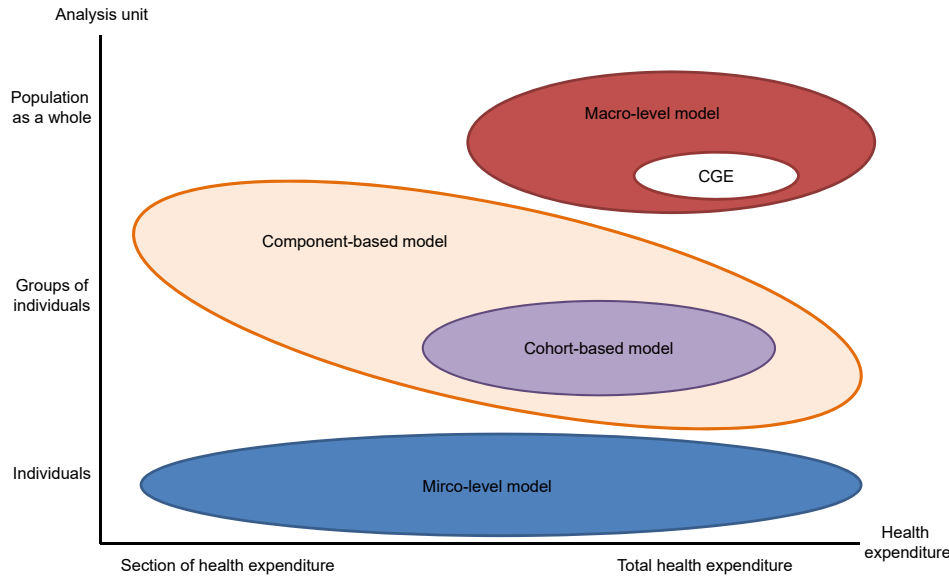 Analysis unit
Population
as a whole
Macro-level model
CGE
Component-based model
Groups of
individuals
Cohort-based model
Individuals
Mirco-level model
Health
expenditure
Section of health expenditure
Total health expenditure